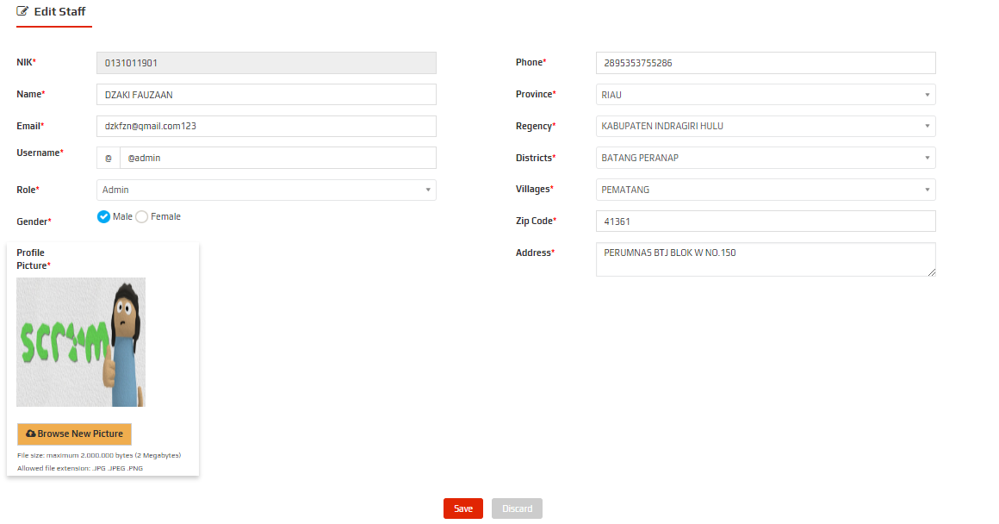 Edit Staff
NIK*
0131011901
Name*
DZAKI FAUZAAN
Email*
dzkfzn@gmail.com123
Username*
@ @admin
Role*
Admin
Gender*
Male Female
Profile
Picture*
scrum
Browse New Picture
File size: maximum 2.000.000 bytes (2 Megabytes)
Allowed file extension: .JPG .JPEG .PNG
Phone*
2895353755286
Province*
RIAU
Regency*
KABUPATEN INDRAGIRI HULU
Districts*
BATANG PERANAP
Villages*
PEMATANG
Zip Code*
41361
Address*
PERUMNAS BTJ BLOK W NO.150
Save
Discard